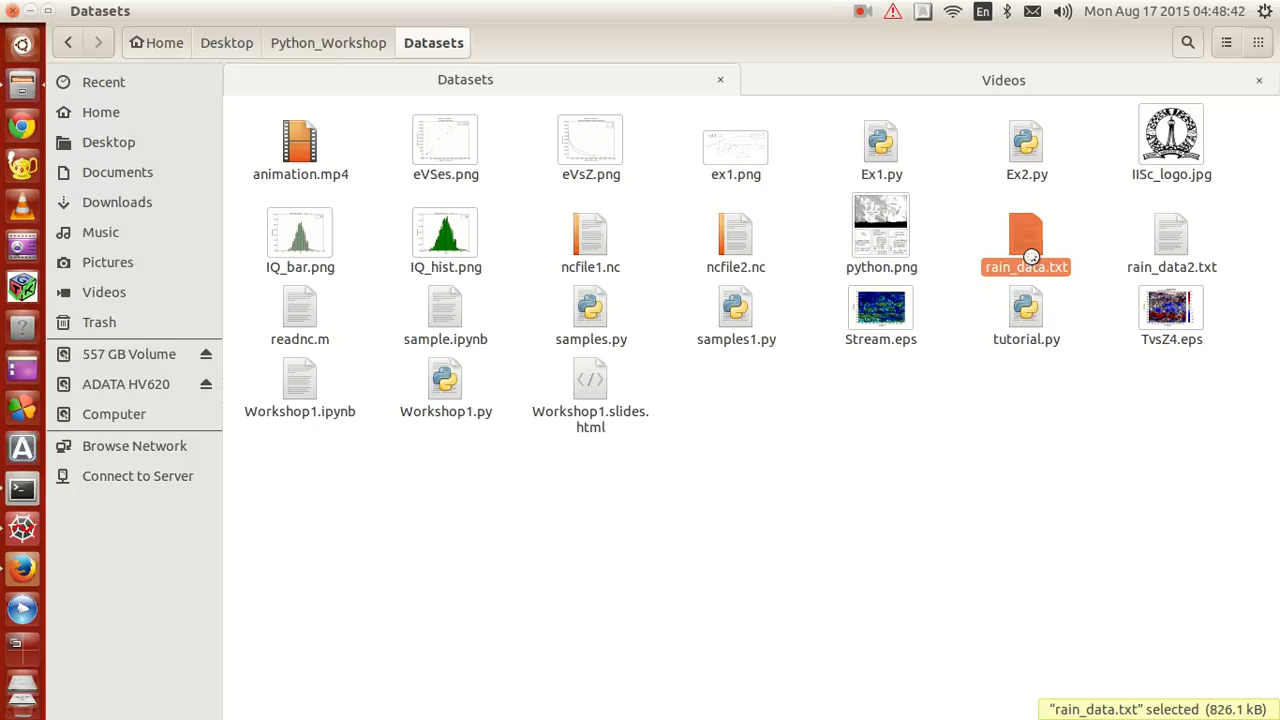 Datasets
En
Mon Aug 17 2015 04:48:42
Home
Desktop
Python_Workshop
Datasets
Datasets
Videos
Recent
Home
Desktop
Documents
Downloads
Music
Pictures
Videos
Trash
557 GB Volume
ADATA HV620
Computer
Browse Network
Connect to Server
animation.mp4
eVSes.png
eVsZ.png
ex1.png
Ex1.py
Ex2.py
IISc_logo.jpg
IQ_bar.png
IQ_hist.png
ncfile1.nc
ncfile2.nc
python.png
rain_data.txt
rain_data2.txt
readnc.m
sample.ipynb
samples.py
samples1.py
Stream.eps
tutorial.py
TvsZ4.eps
Workshop1.ipynb
Workshop1.py
Workshop1.slides.
html
“rain_data.txt” selected (826.1 kB)